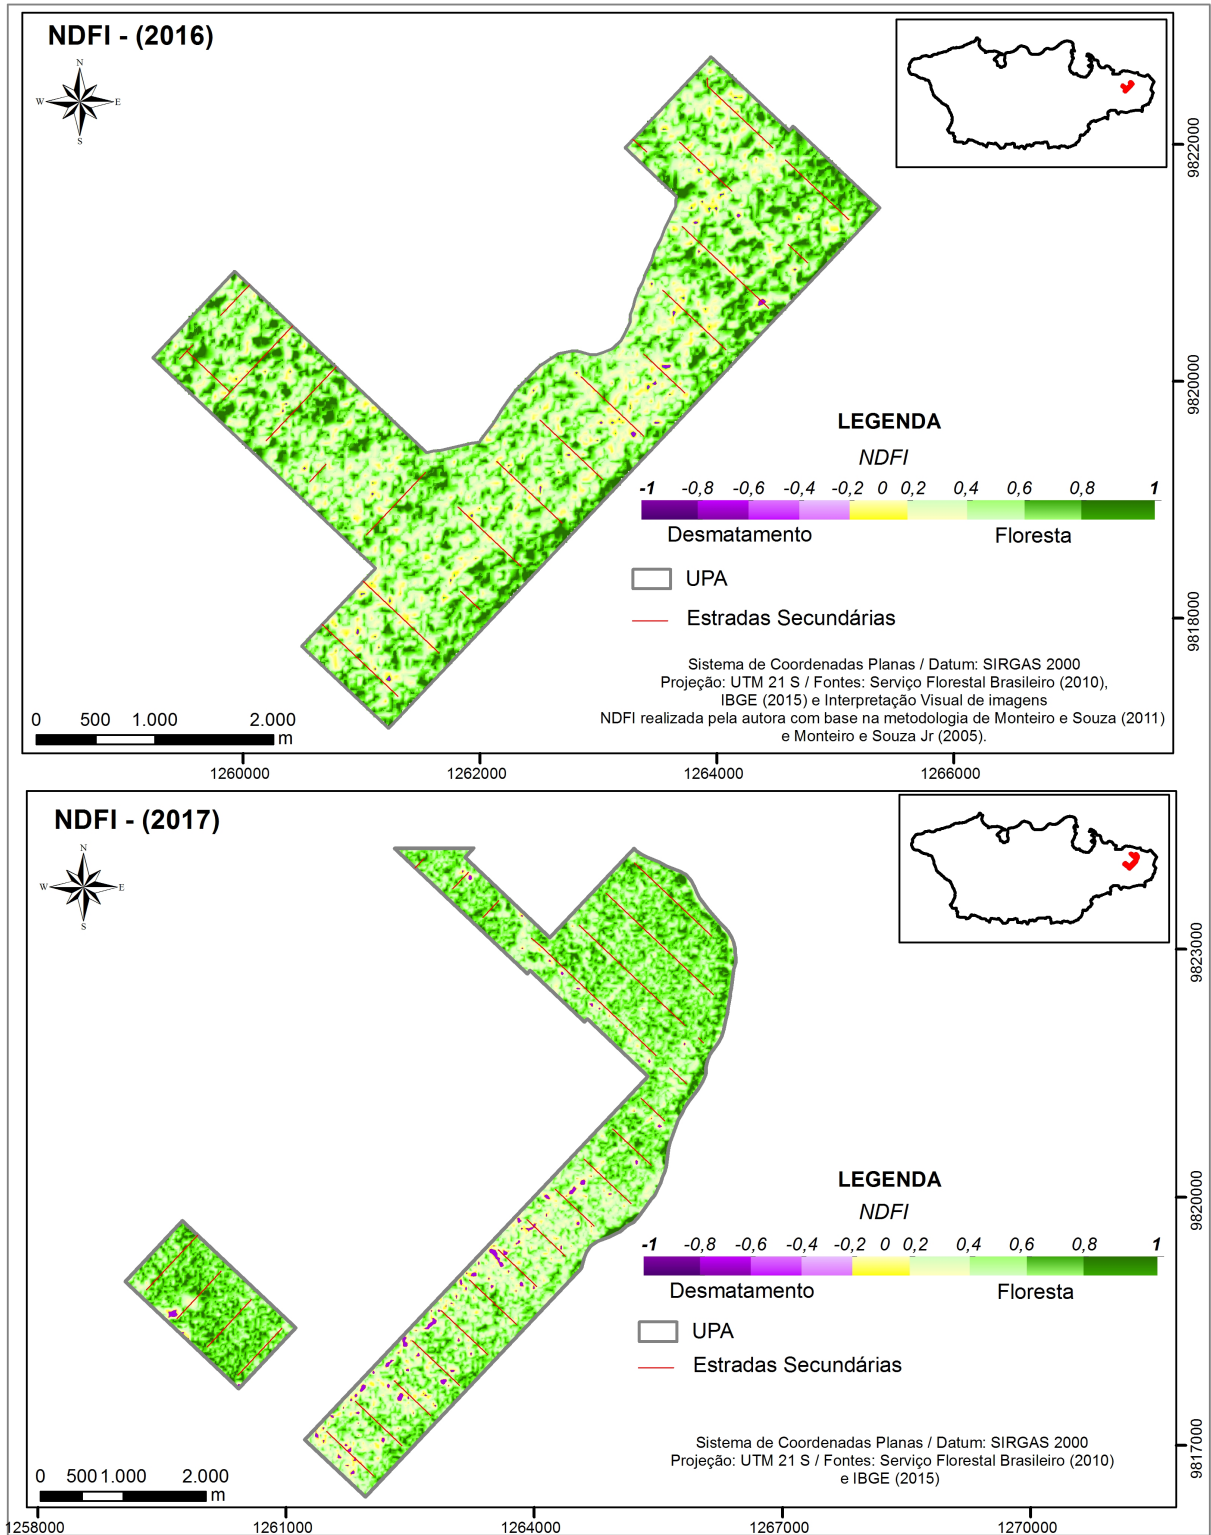 NDFI - (2016)
N
W E
S
9822000
9820000
9818000
LEGENDA
NDFI
-1 -0,8 -0,6 -0,4 -0,2 0 0,2 0,4 0,6 0,8 1
Desmatamento Floresta
UPA
Estradas Secundárias
Sistema de Coordenadas Planas / Datum: SIRGAS 2000
Projeção: UTM 21 S / Fontes: Serviço Florestal Brasileiro (2010),
IBGE (2015) e Interpretação Visual de imagens
NDFI realizada pela autora com base na metodologia de Monteiro e Souza (2011)
e Monteiro e Souza Jr (2005).
0 500 1.000 2.000
m
1260000 1262000 1264000 1266000
NDFI - (2017)
N
W E
S
9823000
9820000
9817000
LEGENDA
NDFI
-1 -0,8 -0,6 -0,4 -0,2 0 0,2 0,4 0,6 0,8 1
Desmatamento Floresta
UPA
Estradas Secundárias
Sistema de Coordenadas Planas / Datum: SIRGAS 2000
Projeção: UTM 21 S / Fontes: Serviço Florestal Brasileiro (2010)
e IBGE (2015)
0 500 1.000 2.000
m
1258000 1261000 1264000 1267000 1270000